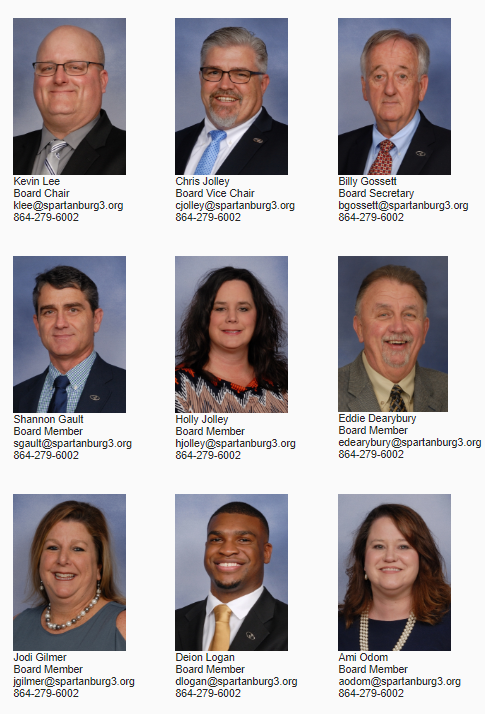 Kevin Lee
Board Chair
klee@spartanburg3.org
864-279-6002
Chris Jolley
Board Vice Chair
cjolley@spartanburg3.org
864-279-6002
Billy Gossett
Board Secretary
bgossett@spartanburg3.org
864-279-6002
Shannon Gault
Board Member
sgault@spartanburg3.org
864-279-6002
Holly Jolley
Board Member
hjolley@spartanburg3.org
864-279-6002
Eddie Dearybury
Board Member
edearybury@spartanburg3.org
864-279-6002
Jodi Gilmer
Board Member
jgilmer@spartanburg3.org
864-279-6002
Deion Logan
Board Member
dlogan@spartanburg3.org
864-279-6002
Ami Odom
Board Member
aodom@spartanburg3.org
864-279-6002